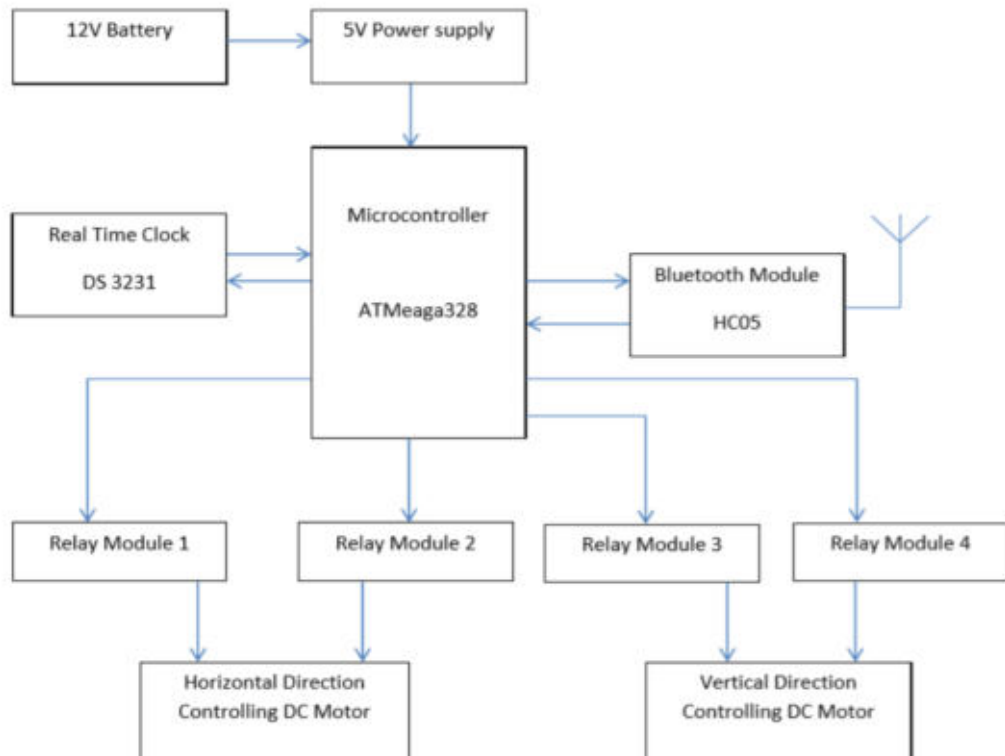 12V Battery
5V Power supply
Microcontroller
ATMeaga328
Real Time Clock
DS 3231
Bluetooth Module
HC05
Relay Module 1
Relay Module 2
Relay Module 3
Relay Module 4
Horizontal Direction
Controlling DC Motor
Vertical Direction
Controlling DC Motor